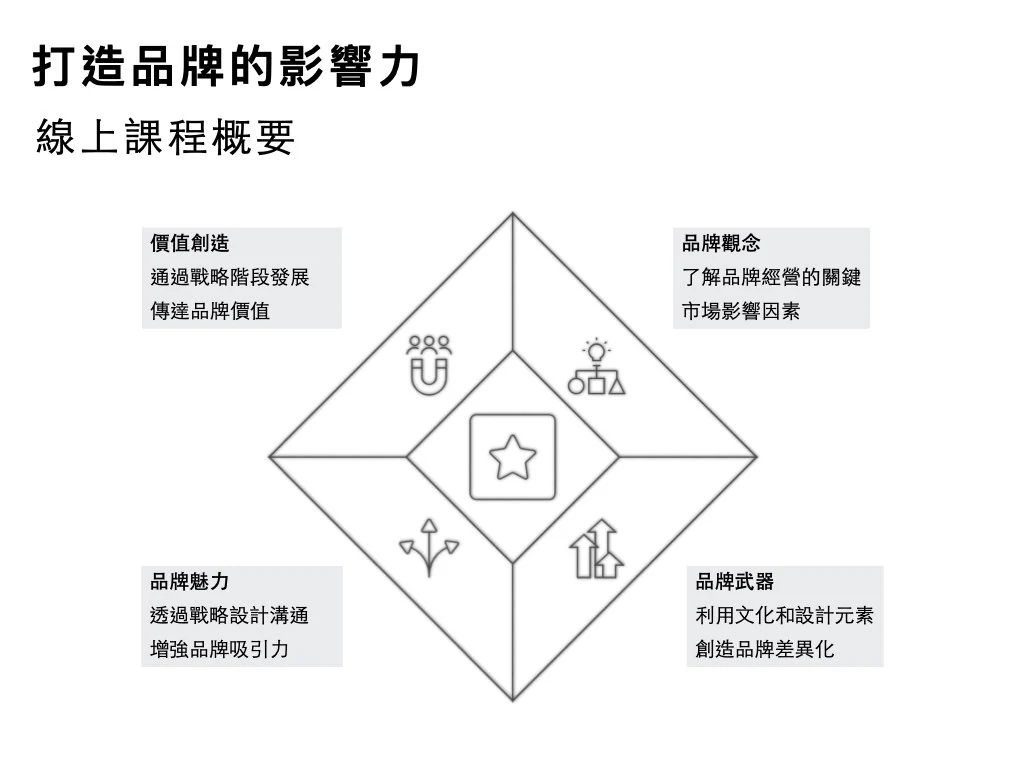 打造品牌的影響力
線上課程概要
價值創造
通過戰略階段發展
傳達品牌價值
品牌觀念
了解品牌經營的關鍵
市場影響因素
品牌魅力
透過戰略設計溝通
增強品牌吸引力
品牌武器
利用文化和設計元素
創造品牌差異化